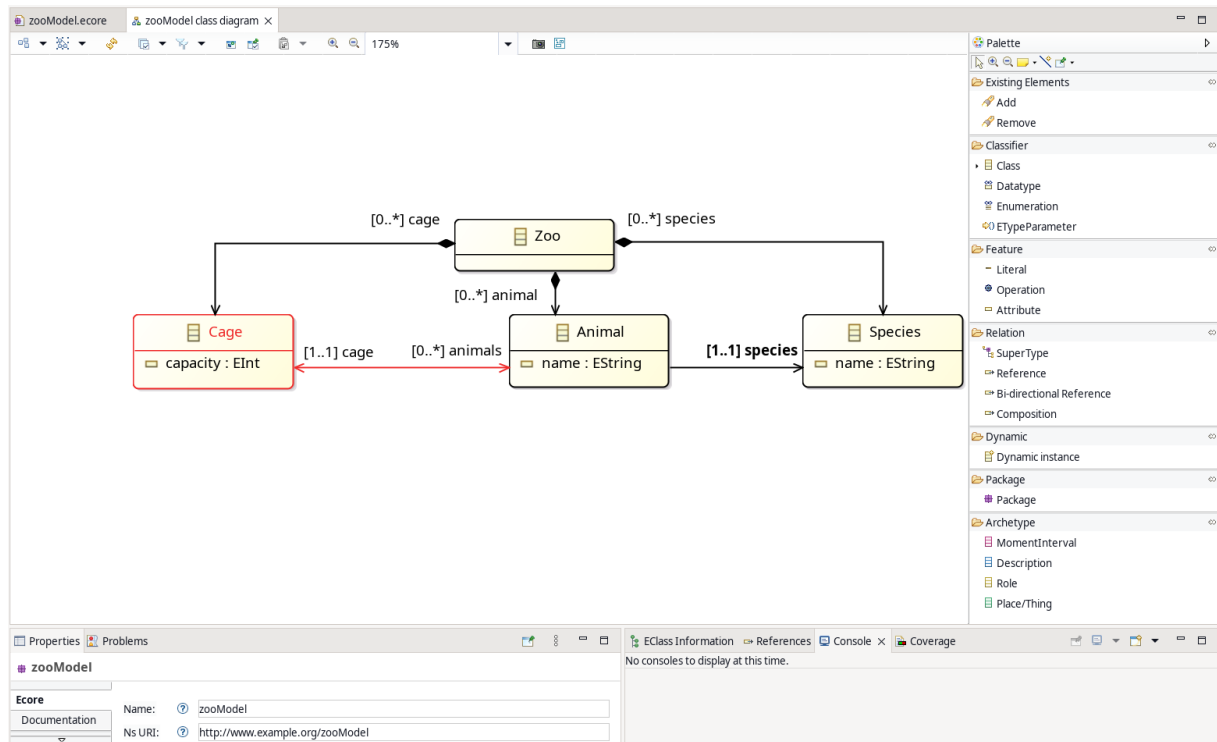 zooModel.ecore
zooModel class diagram
175%
Palette
Existing Elements
Add
Remove
Classifier
Class
Datatype
Enumeration
ETypeParameter
Feature
Literal
Operation
Attribute
Relation
SuperType
Reference
Bi-directional Reference
Composition
Dynamic
Dynamic instance
Package
Package
Archetype
MomentInterval
Description
Role
Place/Thing
[0..*] cage
[0..*] species
Zoo
[0..*] animal
Cage
capacity : EInt
[1..1] cage
[0..*] animals
Animal
name : EString
[1..1] species
Species
name : EString
Properties
Problems
zooModel
Ecore
Documentation
Name:
zooModel
Ns URI:
http://www.example.org/zooModel
EClass Information
References
Console
Coverage
No consoles to display at this time.